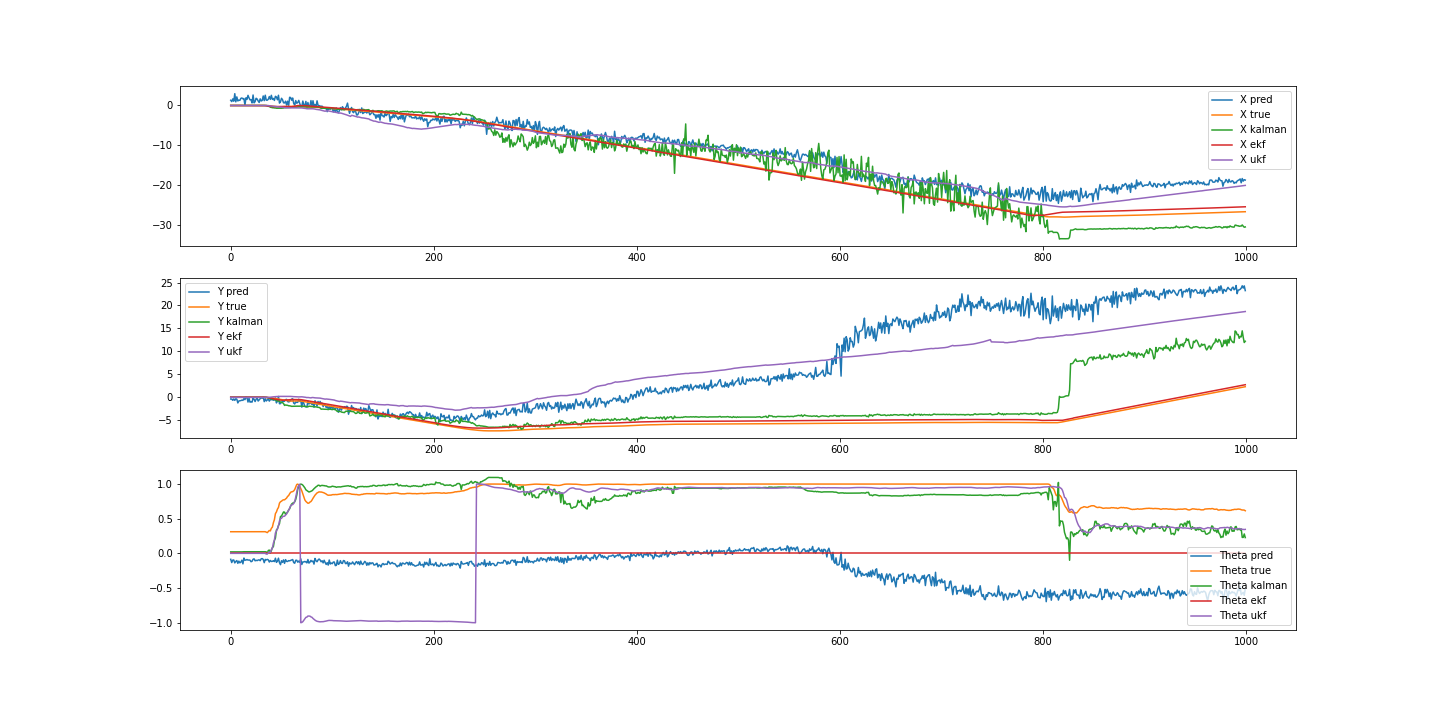 0
−10
−20
−30
0
200
400
600
800
1000
X pred
X true
X kalman
X ekf
X ukf
25
20
15
10
5
0
−5
0
200
400
600
800
1000
Y pred
Y true
Y kalman
Y ekf
Y ukf
1.0
0.5
0.0
−0.5
−1.0
0
200
400
600
800
1000
Theta pred
Theta true
Theta kalman
Theta ekf
Theta ukf